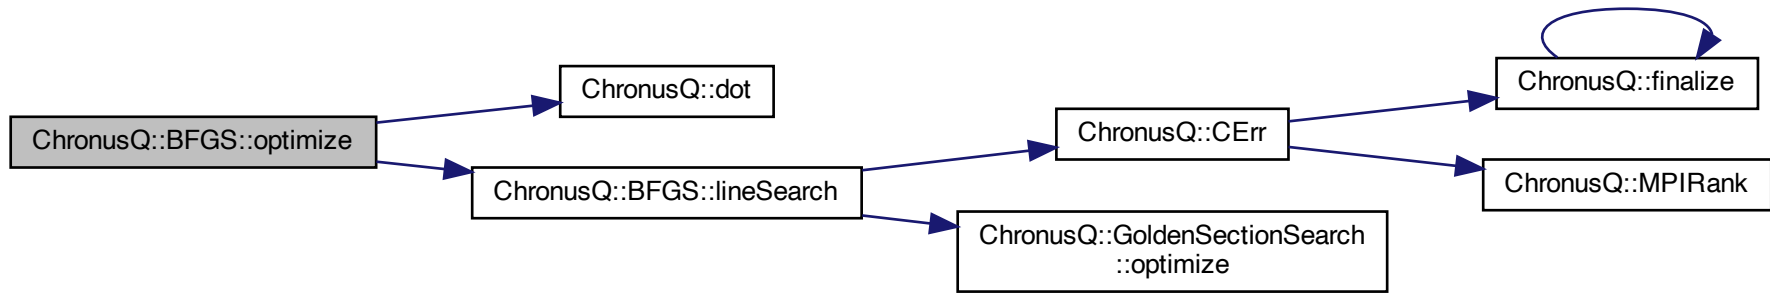 ChronusQ::BFGS::optimize
ChronusQ::dot
ChronusQ::BFGS::lineSearch
ChronusQ::CErr
ChronusQ::GoldenSectionSearch
::optimize
ChronusQ::finalize
ChronusQ::MPIRank